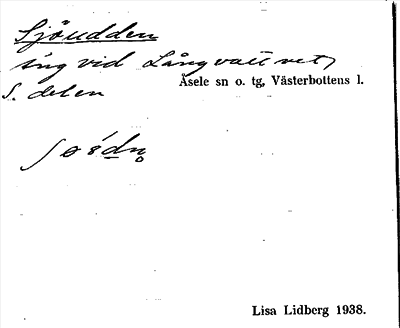 Sjöudden
äng vid Långvattnet,
S. delen
Åsele sn o. tg, Västerbottens l.
Lisa Lidberg 1938.